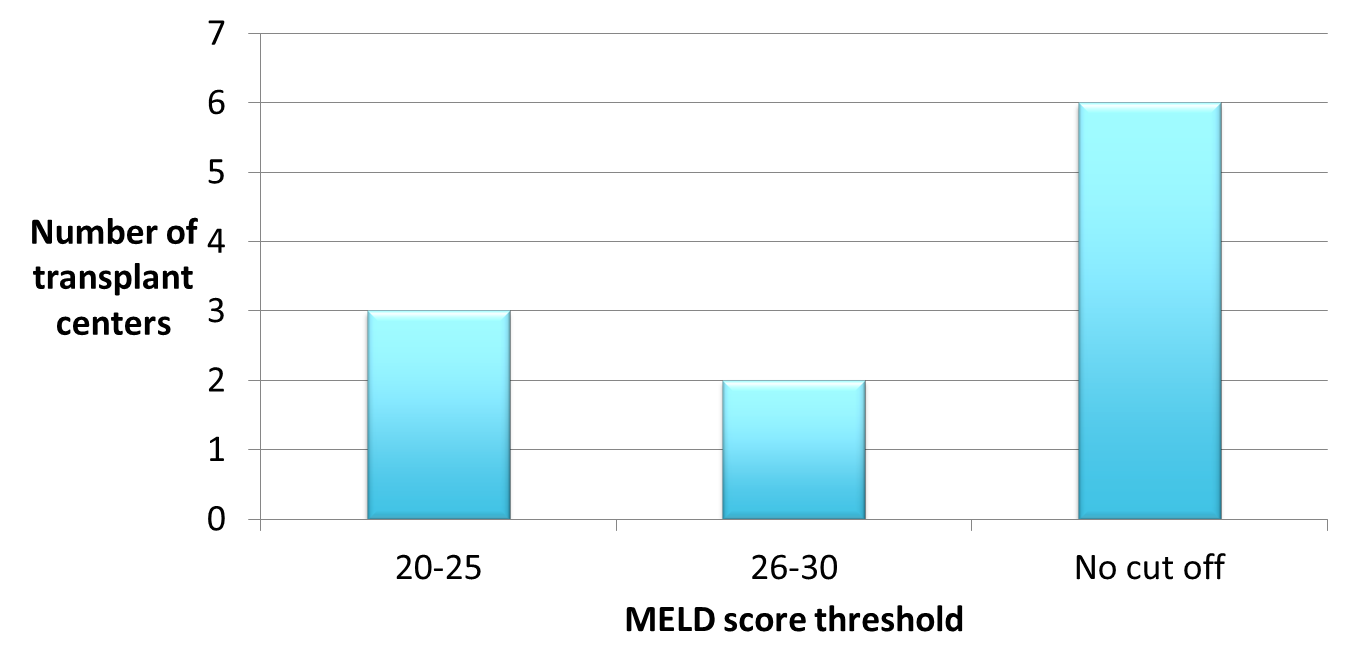 7
6
5
4
3
2
1
0
Number of
transplant
centers
20-25
26-30
No cut off
MELD score threshold